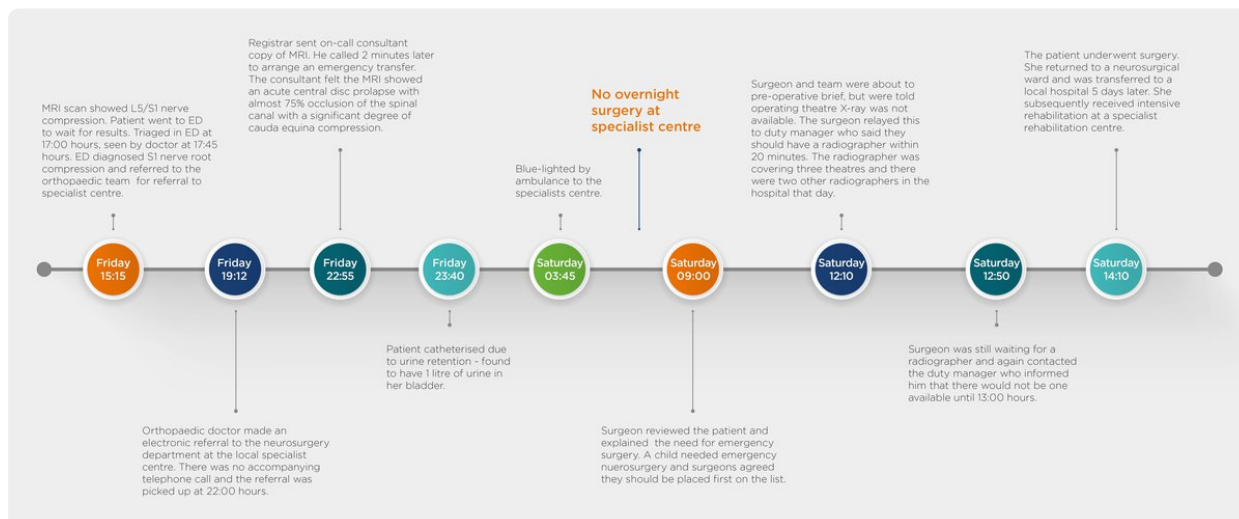 MRI scan showed L5/S1 nerve
compression. Patient went to ED
to wait for results. Triaged in ED at
17:00 hours, seen by doctor at 17:45
hours. ED diagnosed S1 nerve root
compression and referred to the
orthopaedic team for referral to
specialist centre.
Friday
15:15
Friday
19:12
Orthopaedic doctor made an
electronic referral to the neurosurgery
department at the local specialist
centre. There was no accompanying
telephone call and the referral was
picked up at 22:00 hours.
Registrar sent on-call consultant
copy of MRI. He called 2 minutes later
to arrange an emergency transfer.
The consultant felt the MRI showed
an acute central disc prolapse with
almost 75% occlusion of the spinal
canal with a significant degree of
cauda equina compression.
Friday
22:55
Friday
23:40
Patient catheterised due
to urine retention - found
to have 1 litre of urine in
her bladder.
Blue-lighted by
ambulance to the
specialists centre.
Saturday
03:45
No overnight
surgery at
specialist centre
Saturday
09:00
Surgeon reviewed the patient and
explained the need for emergency
surgery. A child needed emergency
nuerosurgery and surgeons agreed
they should be placed first on the list.
Surgeon and team were about to
pre-operative brief, but were told
operating theatre X-ray was not
available. The surgeon relayed this
to duty manager who said they
should have a radiographer within
20 minutes. The radiographer was
covering three theatres and there
were two other radiographers in the
hospital that day.
Saturday
12:10
Saturday
12:50
Surgeon was still waiting for a
radiographer and again contacted
the duty manager who informed
him that there would not be one
available until 13:00 hours.
The patient underwent surgery.
She returned to a neurosurgical
ward and was transferred to a
local hospital 5 days later. She
subsequently received intensive
rehabilitation at a specialist
rehabilitation centre.
Saturday
14:10